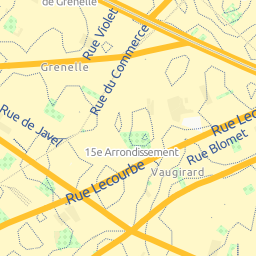 de Grenelle
Rue Violet
Rue du Commerce
Grenelle
Rue de Javel
Rue Lec
Rue Blomet
15e Arrondissement
Vaugirard
Rue Lecourbe